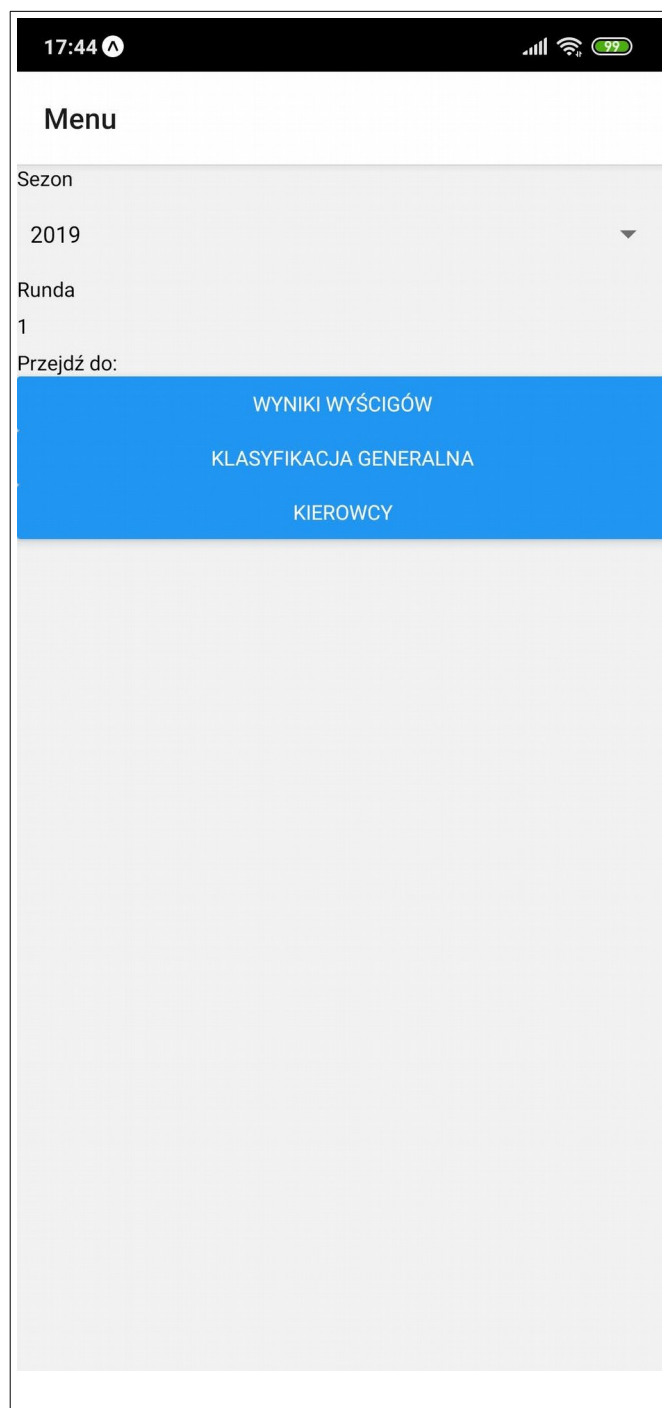 17:44
99
Menu
Sezon
2019
Runda
1
Przejdź do:
WYNIKI WYŚCIGÓW
KLASYFIKACJA GENERALNA
KIEROWCY